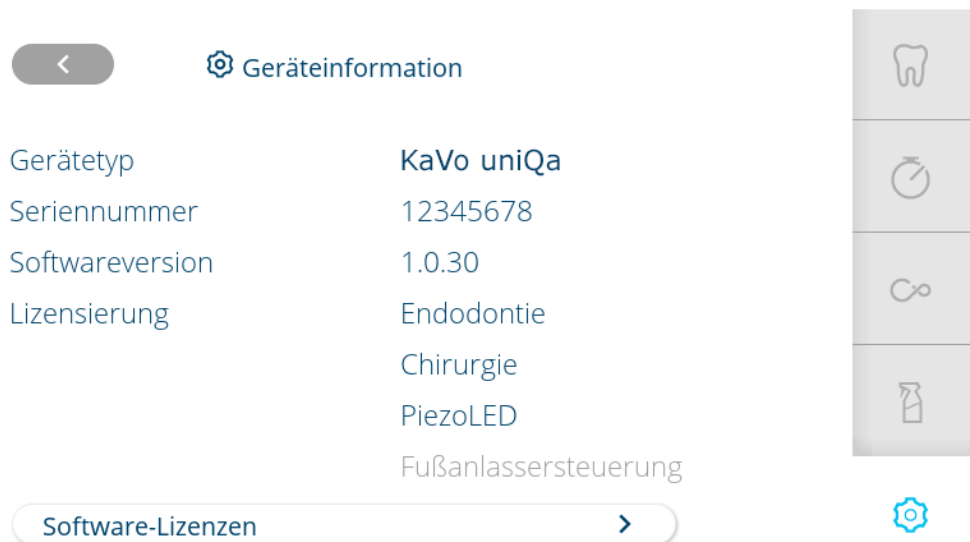 Geräteinformation
Gerätetyp KaVo uniQa
Seriennummer 12345678
Softwareversion 1.0.30
Lizensierung Endodontie
Chirurgie
PiezoLED
Fußanlassersteuerung
Software-Lizenzen